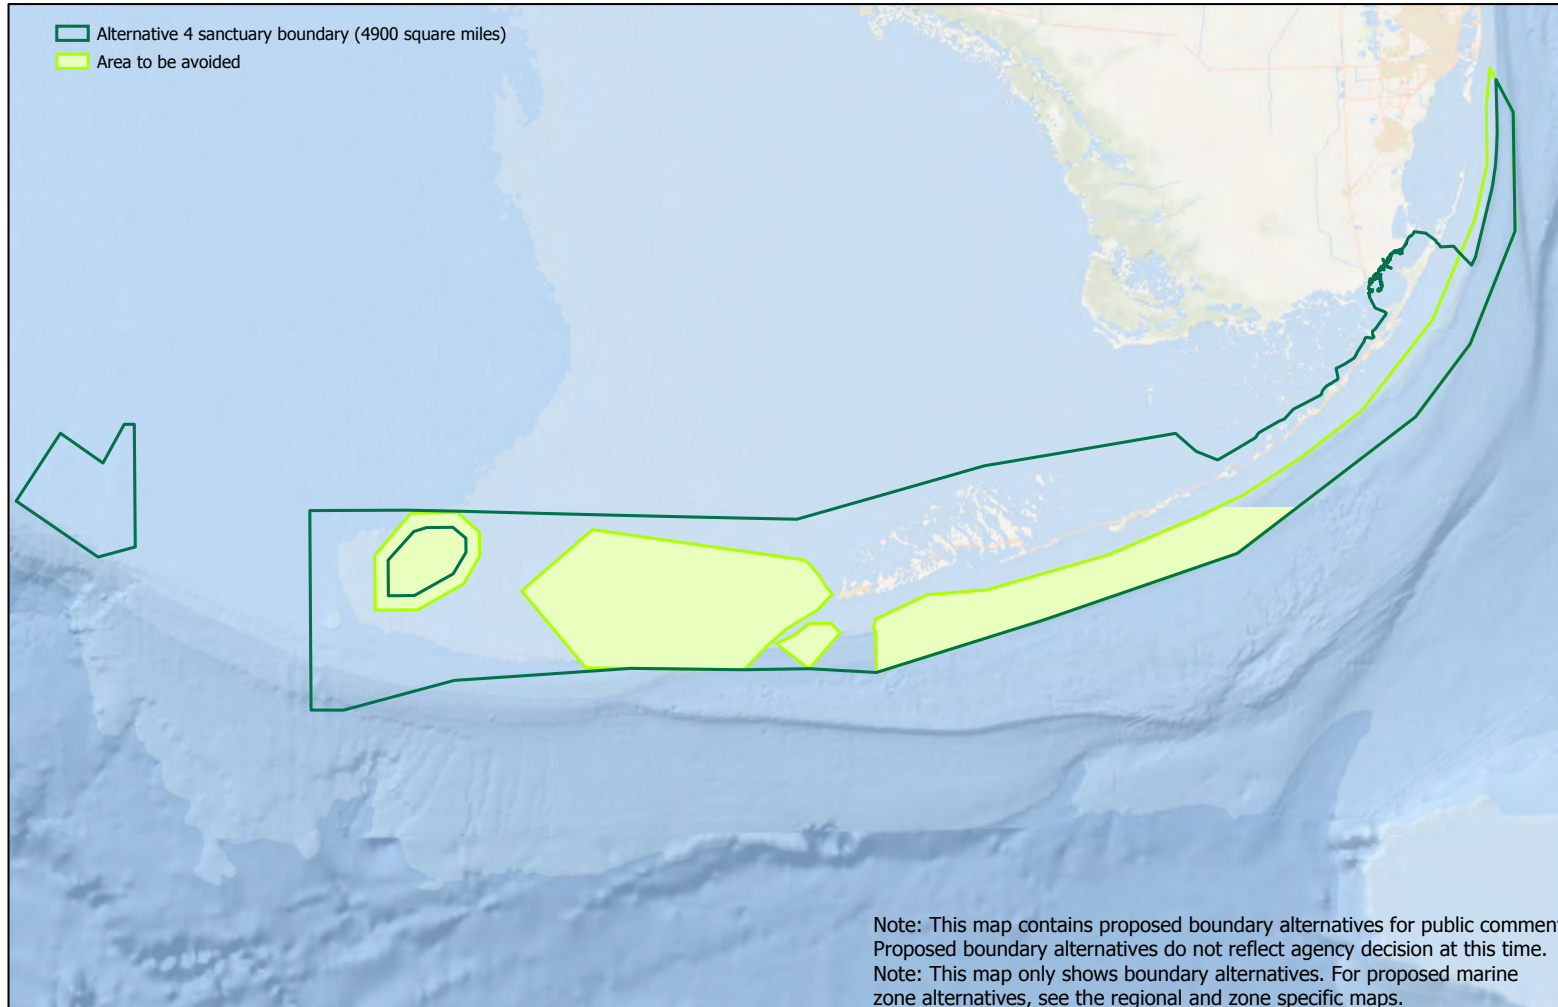 Alternative 4 sanctuary boundary (4900 square miles)
Area to be avoided
Note: This map contains proposed boundary alternatives for public comment
Proposed boundary alternatives do not reflect agency decision at this time.
Note: This map only shows boundary alternatives. For proposed marine
zone alternatives, see the regional and zone specific maps.